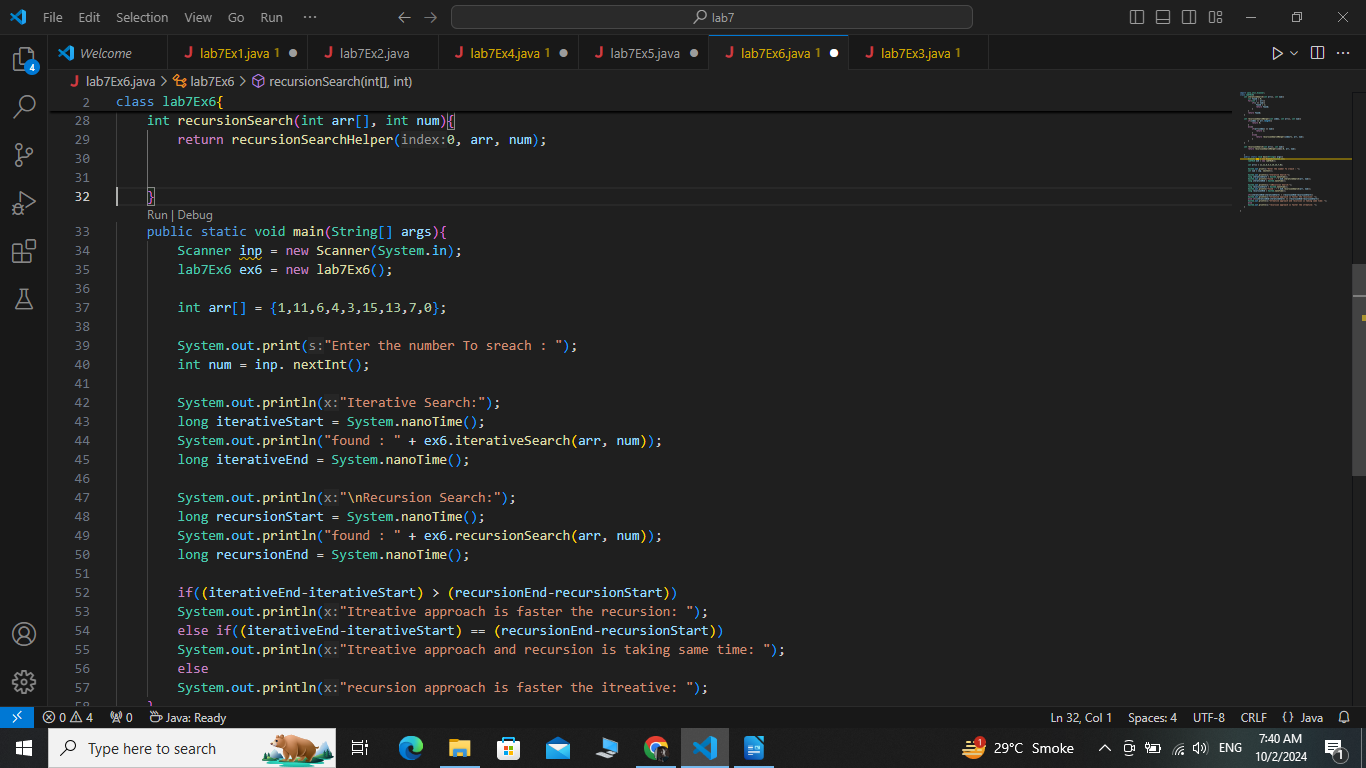 File Edit Selection View Go Run ··· lab7
Welcome lab7Ex1.java 1 lab7Ex2.java lab7Ex4.java 1 lab7Ex5.java lab7Ex6.java 1 lab7Ex3.java 1
lab7Ex6.java > lab7Ex6 > recursionSearch(int[], int)
2 class lab7Ex6{
28 int recursionSearch(int arr[], int num){
29 return recursionSearchHelper(index:0, arr, num);
30
31
32 }
Run | Debug
33 public static void main(String[] args){
34 Scanner inp = new Scanner(System.in);
35 lab7Ex6 ex6 = new lab7Ex6();
36
37 int arr[] = {1,11,6,4,3,15,13,7,0};
38
39 System.out.print(s:"Enter the number To sreach : ");
40 int num = inp. nextInt();
41
42 System.out.println(x:"Iterative Search:");
43 long iterativeStart = System.nanoTime();
44 System.out.println("found : " + ex6.iterativeSearch(arr, num));
45 long iterativeEnd = System.nanoTime();
46
47 System.out.println(x:"\nRecursion Search:");
48 long recursionStart = System.nanoTime();
49 System.out.println("found : " + ex6.recursionSearch(arr, num));
50 long recursionEnd = System.nanoTime();
51
52 if((iterativeEnd-iterativeStart) > (recursionEnd-recursionStart))
53 System.out.println(x:"Itreative approach is faster the recursion: ");
54 else if((iterativeEnd-iterativeStart) == (recursionEnd-recursionStart))
55 System.out.println(x:"Itreative approach and recursion is taking same time: ");
56 else
57 System.out.println(x:"recursion approach is faster the itreative: ");
58 }
4
0 4 0 Java: Ready Ln 32, Col 1 Spaces: 4 UTF-8 CRLF {} Java
Type here to search 29°C Smoke ENG 7:40 AM
10/2/2024 1